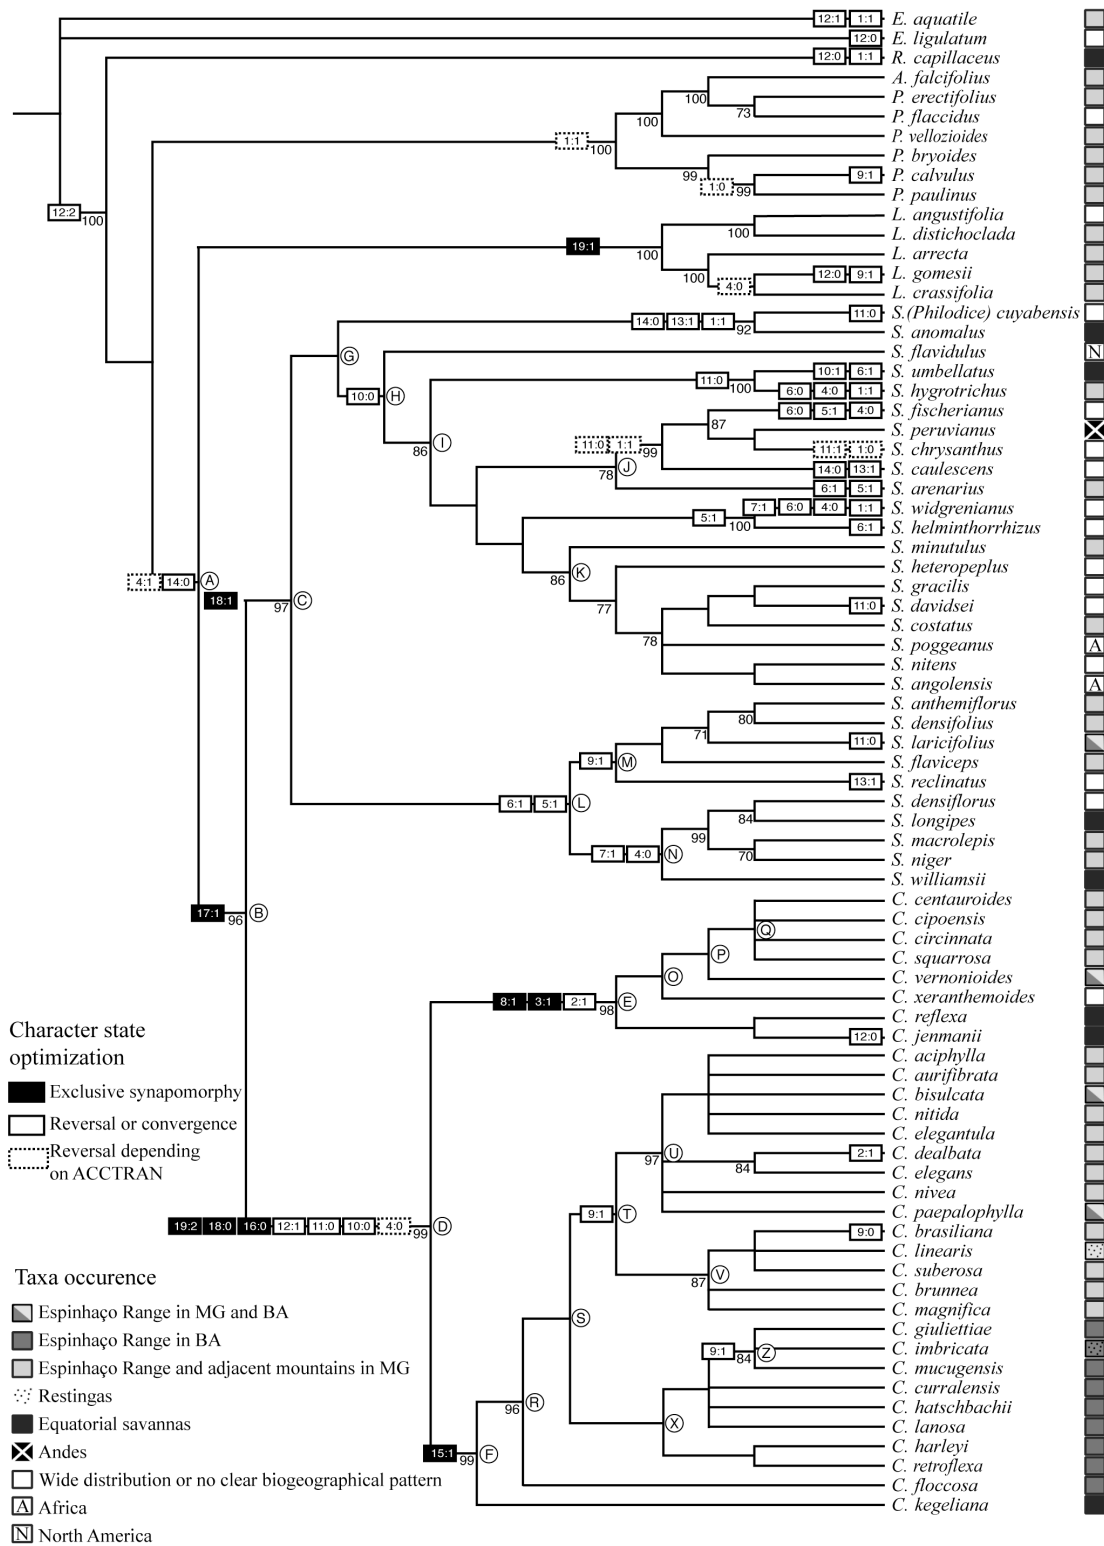 12:1 1:1 E. aquatile
12:0 E. ligulatum
12:0 1:1 R. capillaceus
A. falcifolius
100 P. erectifolius
73 P. flaccidus
100
P. vellozioides
1:1 100
P. bryoides
99 9:1 P. calvulus
1:0 99 P. paulinus
12:2 100
L. angustifolia
100 L. distichoclada
19:1 100
L. arrecta
100 12:0 9:1 L. gomesii
4:0 L. crassifolia
11:0 S.(Philodice) cuyabensis
14:0 13:1 1:1 92 S. anomalus
G
S. flavidulus N
10:1 6:1 S. umbellatus
11:0 100
10:0 H 6:0 4:0 1:1 S. hygrotrichus
6:0 5:1 4:0 S. fischerianus
87
86 I S. peruvianus
11:0 1:1 99 11:1 1:0 S. chrysanthus
78 J 14:0 13:1 S. caulescens
6:1 5:1 S. arenarius
7:1 6:0 4:0 1:1 S. widgrenianus
5:1 100 6:1 S. helminthorrhizus
S. minutulus
86 K S. heteropeplus
4:1 14:0 A
S. gracilis
18:1 97 C 77 11:0 S. davidsei
S. costatus
78 S. poggeanus A
S. nitens
S. angolensis A
S. anthemiflorus
80 S. densifolius
71 11:0 S. laricifolius
9:1 M S. flaviceps
13:1 S. reclinatus
6:1 5:1 L S. densiflorus
84 S. longipes
99 S. macrolepis
7:1 4:0 N 70 S. niger
S. williamsii
C. centauroides
17:1 96 B C. cipoensis
Q C. circinnata
P C. squarrosa
O C. vernonioides
8:1 3:1 2:1 98 E C. xeranthemoides
C. reflexa
12:0 C. jenmanii
Character state
optimization
Exclusive synapomorphy
Reversal or convergence
Reversal depending
on ACCTRAN
C. aciphylla
C. aurifibrata
C. bisulcata
C. nitida
C. elegantula
97 U 2:1 C. dealbata
84 C. elegans
C. nivea
9:1 T C. paepalophylla
19:2 18:0 16:0 12:1 11:0 10:0 4:0 99 D
9:0 C. brasiliana
C. linearis
87 V C. suberosa
C. brunnea
C. magnifica
S C. giuliettiae
9:1 84 Z C. imbricata
C. mucugensis
96 R C. curralensis
C. hatschbachii
X C. lanosa
15:1 99 F C. harleyi
C. retroflexa
C. floccosa
C. kegeliana
Taxa occurence
Espinhaço Range in MG and BA
Espinhaço Range in BA
Espinhaço Range and adjacent mountains in MG
Restingas
Equatorial savannas
Andes
Wide distribution or no clear biogeographical pattern
A Africa
N North America